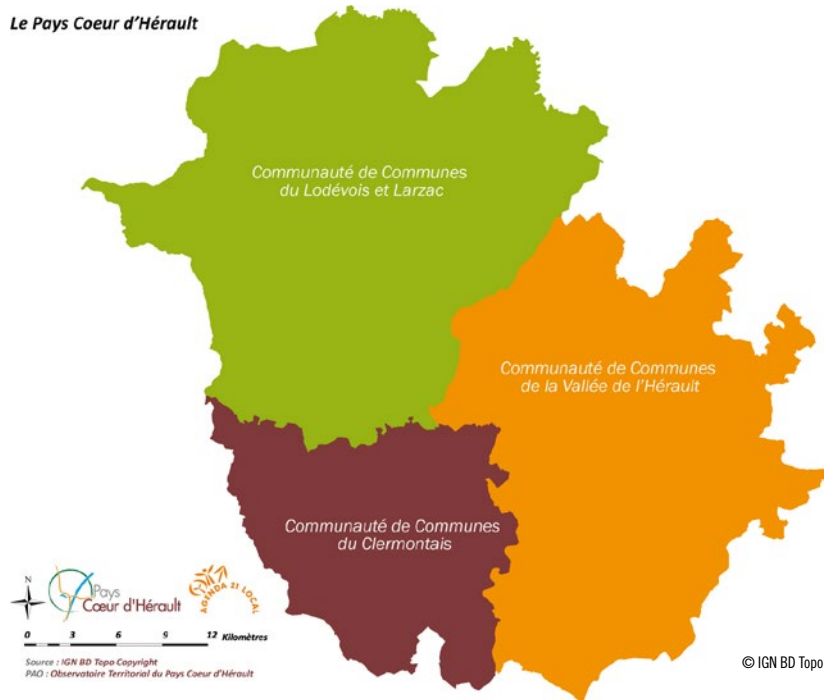 Le Pays Coeur d'Hérault
Communauté de Communes
du Lodévois et Larzac
Communauté de Communes
de la Vallée de l'Hérault
Communauté de Communes
du Clermontais
N
Pays
Cœur d'Hérault
AGENDA 21 LOCAL
0 3 6 9 12 Kilomètres
Source : IGN BD Topo Copyright
PAO : Observatoire Territorial du Pays Coeur d'Hérault
© IGN BD Topo